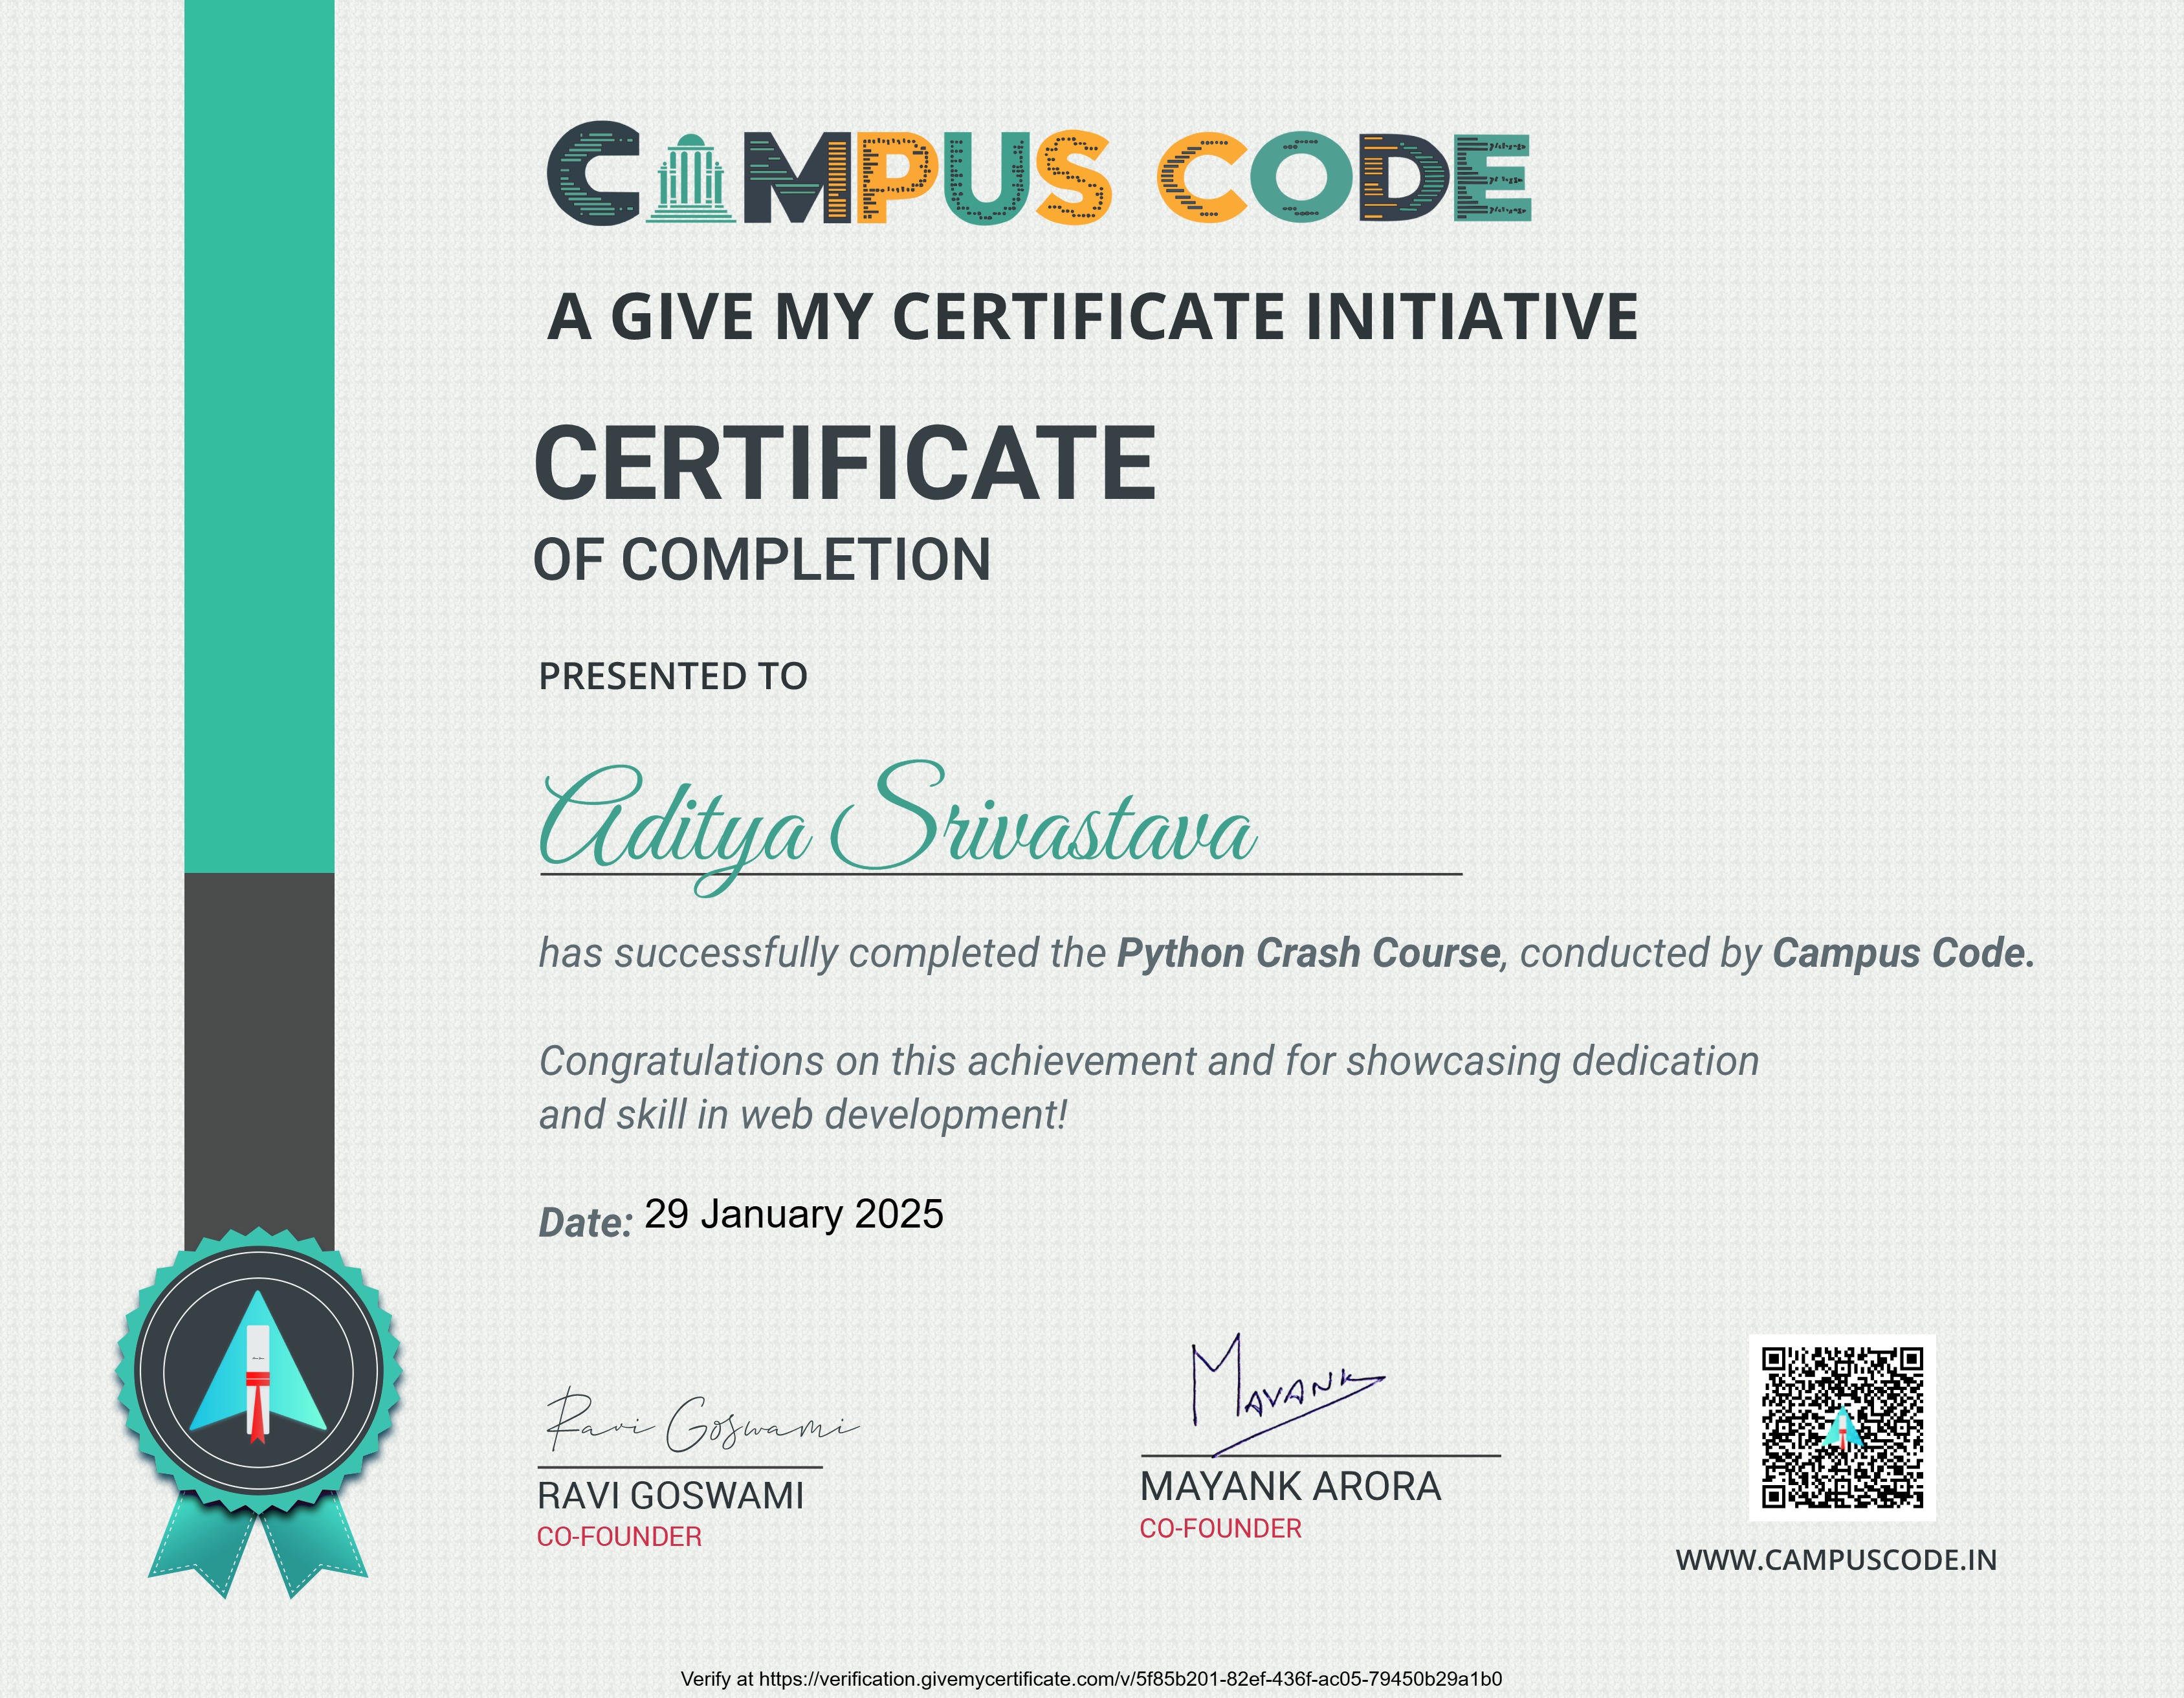 CAMPUS CODE
A GIVE MY CERTIFICATE INITIATIVE
CERTIFICATE
OF COMPLETION
PRESENTED TO
Aditya Srivastava
has successfully completed the Python Crash Course, conducted by Campus Code.
Congratulations on this achievement and for showcasing dedication
and skill in web development!
Date: 29 January 2025
Ravi Goswami
RAVI GOSWAMI
CO-FOUNDER
MAYANK
MAYANK ARORA
CO-FOUNDER
WWW.CAMPUSCODE.IN
Verify at https://verification.givemycertificate.com/v/5f85b201-82ef-436f-ac05-79450b29a1b0